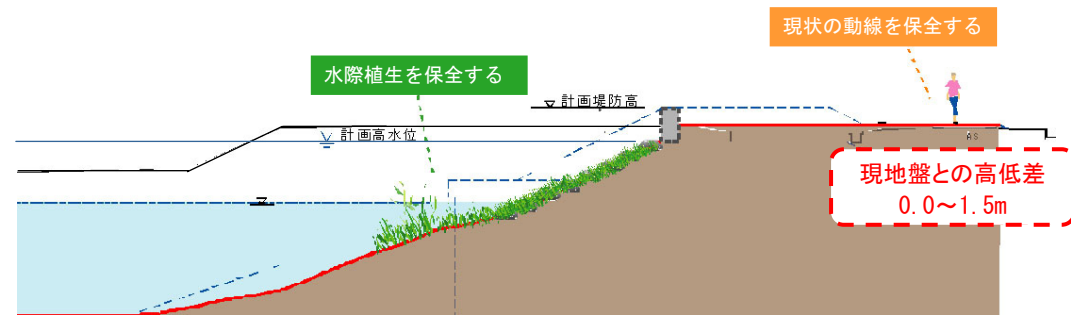 現状の動線を保全する
水際植生を保全する
計画堤防高
計画高水位
AS
現地盤との高低差
0.0～1.5m